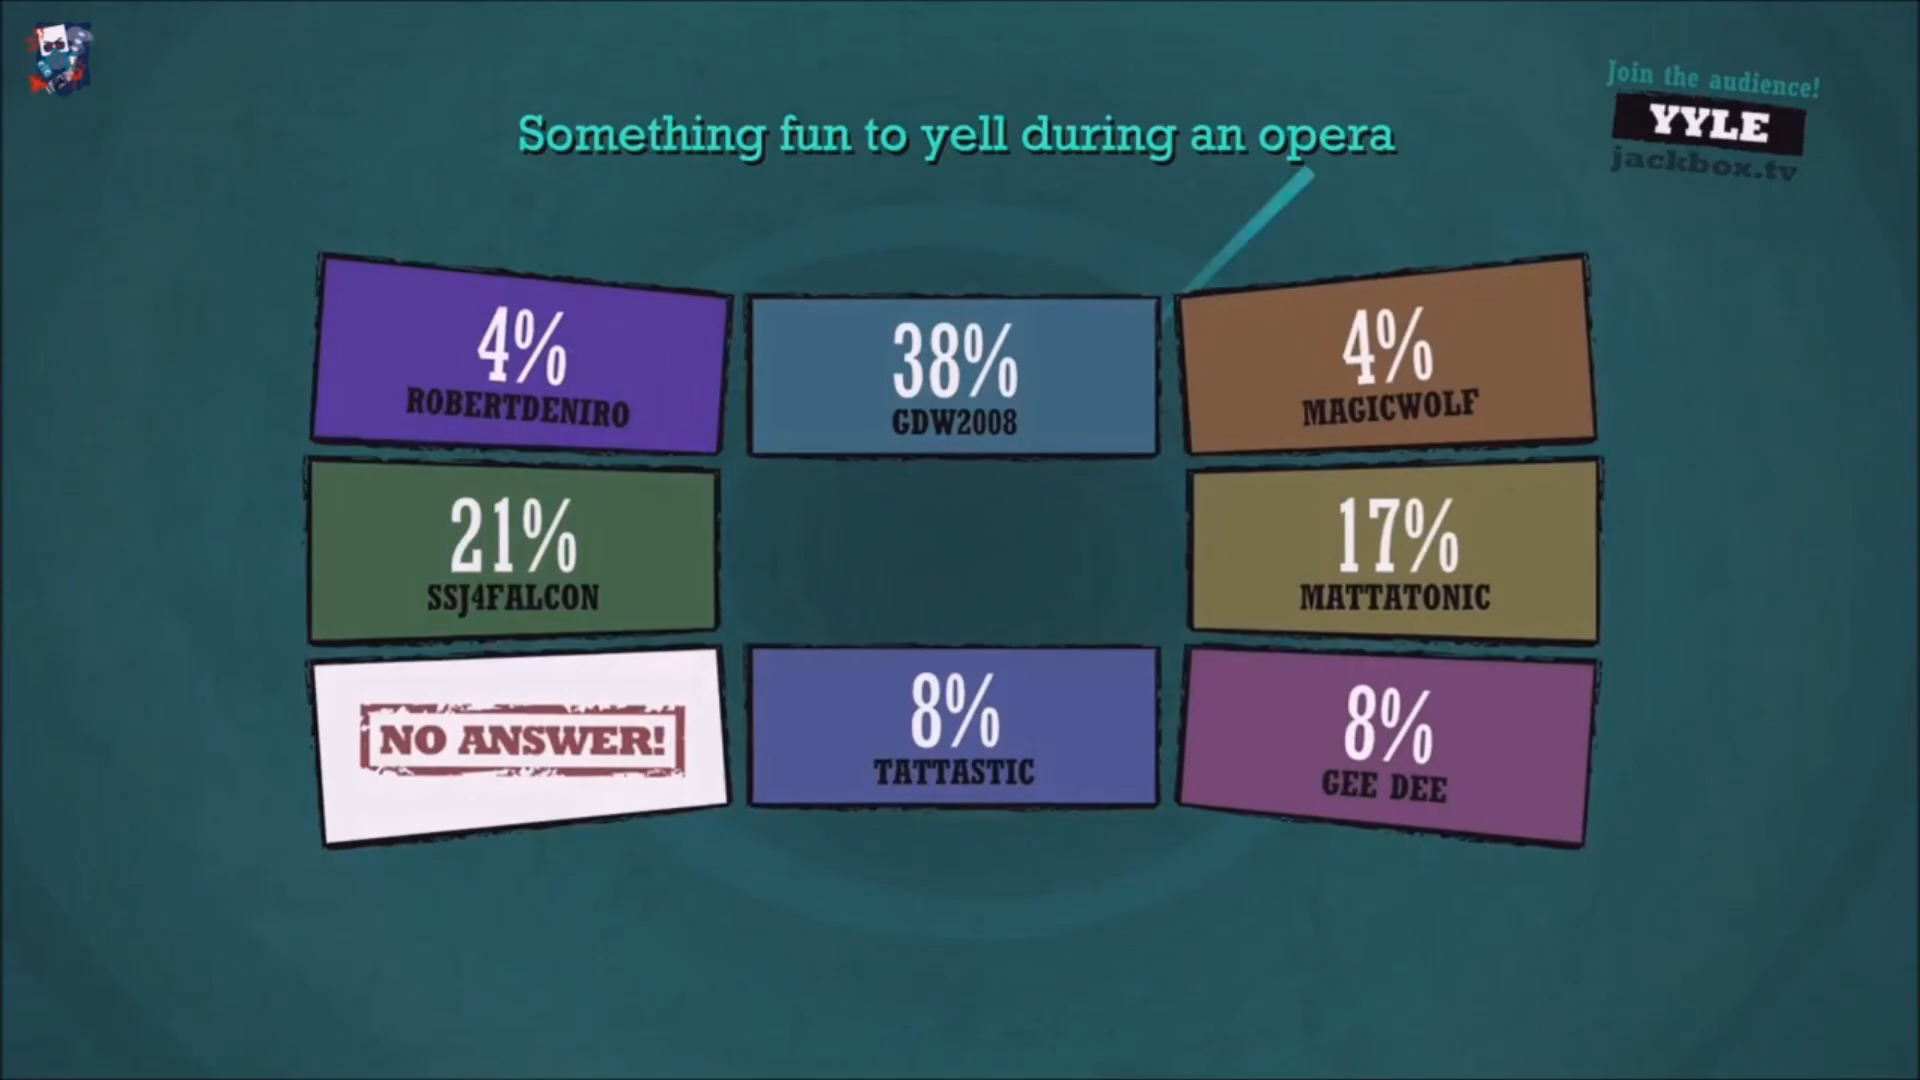 Join the audience!
YYLE
jackbox.tv
Something fun to yell during an opera
4%
ROBERTDENIRO
38%
GDW2008
4%
MAGICWOLF
21%
SSJ4FALCON
17%
MATTATONIC
NO ANSWER!
8%
TATTASTIC
8%
GEE DEE